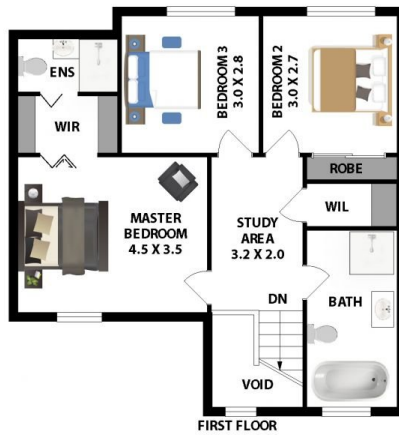 ENS
WIR
BEDROOM 3
3.0 X 2.8
BEDROOM 2
3.0 X 2.7
ROBE
WIL
MASTER
BEDROOM
4.5 X 3.5
STUDY
AREA
3.2 X 2.0
DN
BATH
VOID
FIRST FLOOR